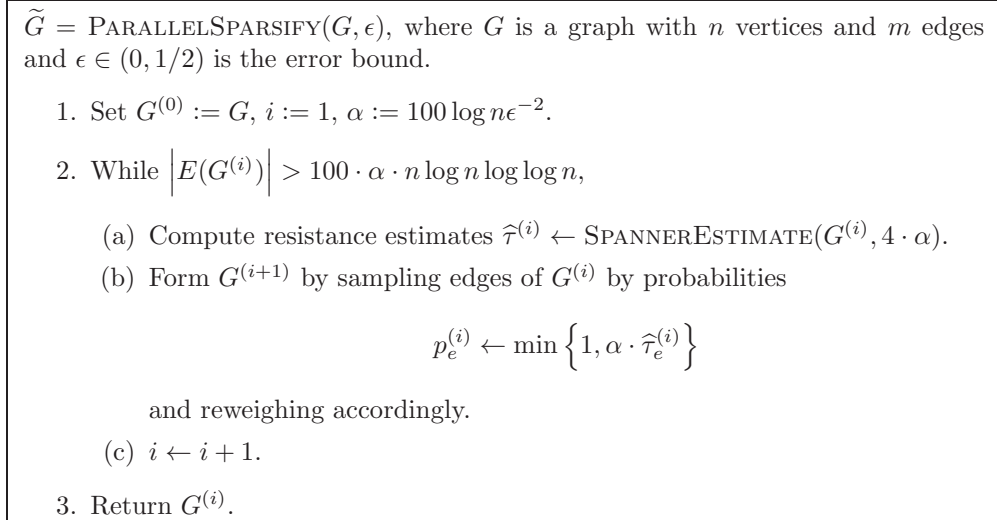 G̃ = PARALLELSPARSIFY(G, ϵ), where G is a graph with n vertices and m edges
and ϵ ∈ (0, 1/2) is the error bound.
1. Set G^(0) := G, i := 1, α := 100 log nϵ^−2.
2. While |E(G^(i))| > 100 · α · n log n log log n,
(a) Compute resistance estimates τ̂^(i) ← SPANNERESTIMATE(G^(i), 4 · α).
(b) Form G^(i+1) by sampling edges of G^(i) by probabilities
p_e^(i) ← min {1, α · τ̂_e^(i)}
and reweighing accordingly.
(c) i ← i + 1.
3. Return G^(i).